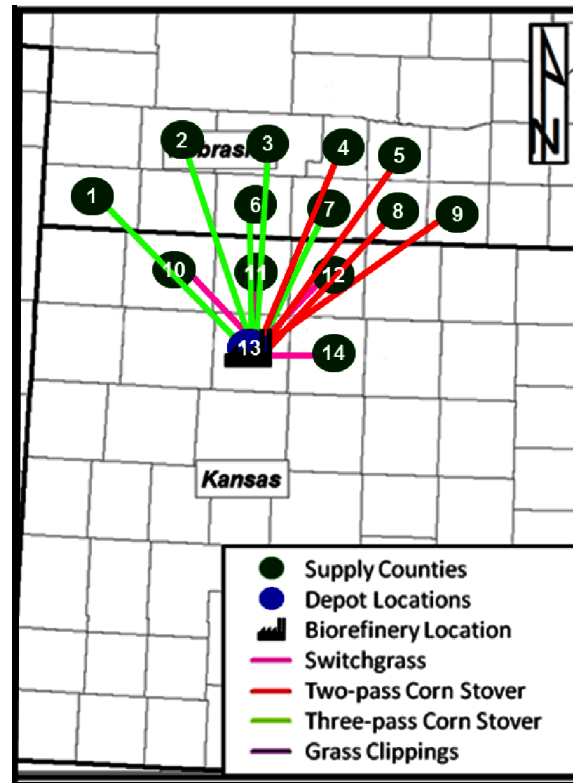 2
3
4
5
1
6
7
8
9
10
11
12
13
14
Kansas
N
Supply Counties
Depot Locations
Biorefinery Location
Switchgrass
Two-pass Corn Stover
Three-pass Corn Stover
Grass Clippings